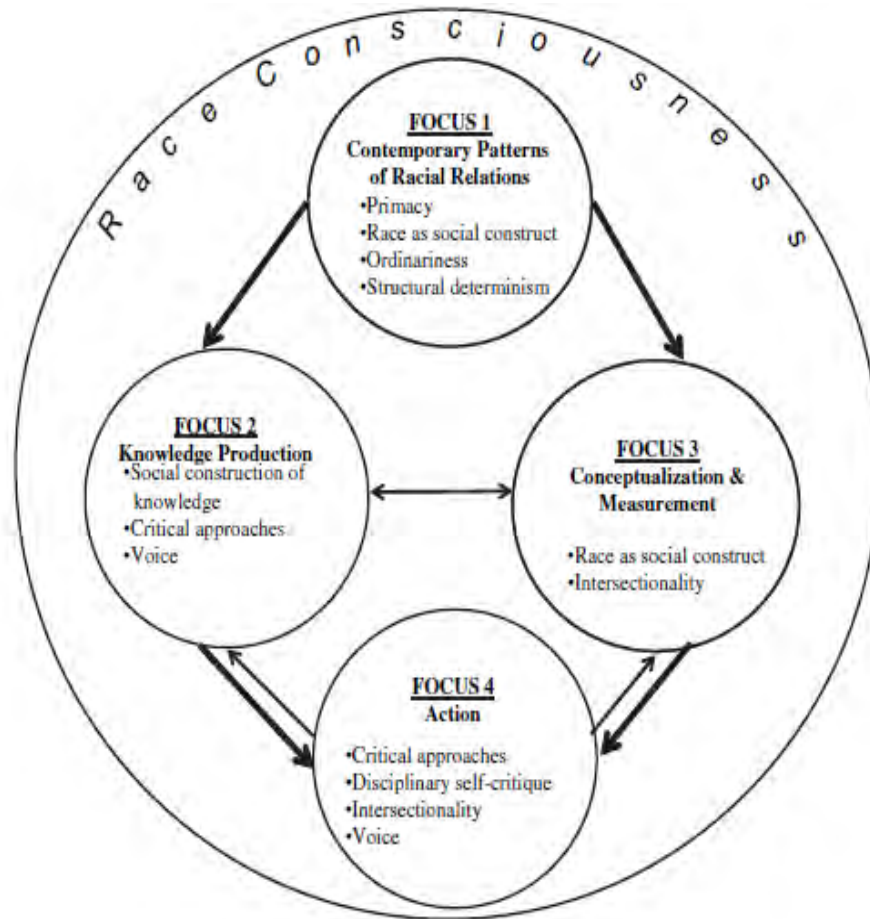 Race Consciousness
FOCUS 1
Contemporary Patterns
of Racial Relations
•Primacy
•Race as social construct
•Ordinariness
•Structural determinism
FOCUS 2
Knowledge Production
•Social construction of
knowledge
•Critical approaches
•Voice
FOCUS 3
Conceptualization &
Measurement
•Race as social construct
•Intersectionality
FOCUS 4
Action
•Critical approaches
•Disciplinary self-critique
•Intersectionality
•Voice